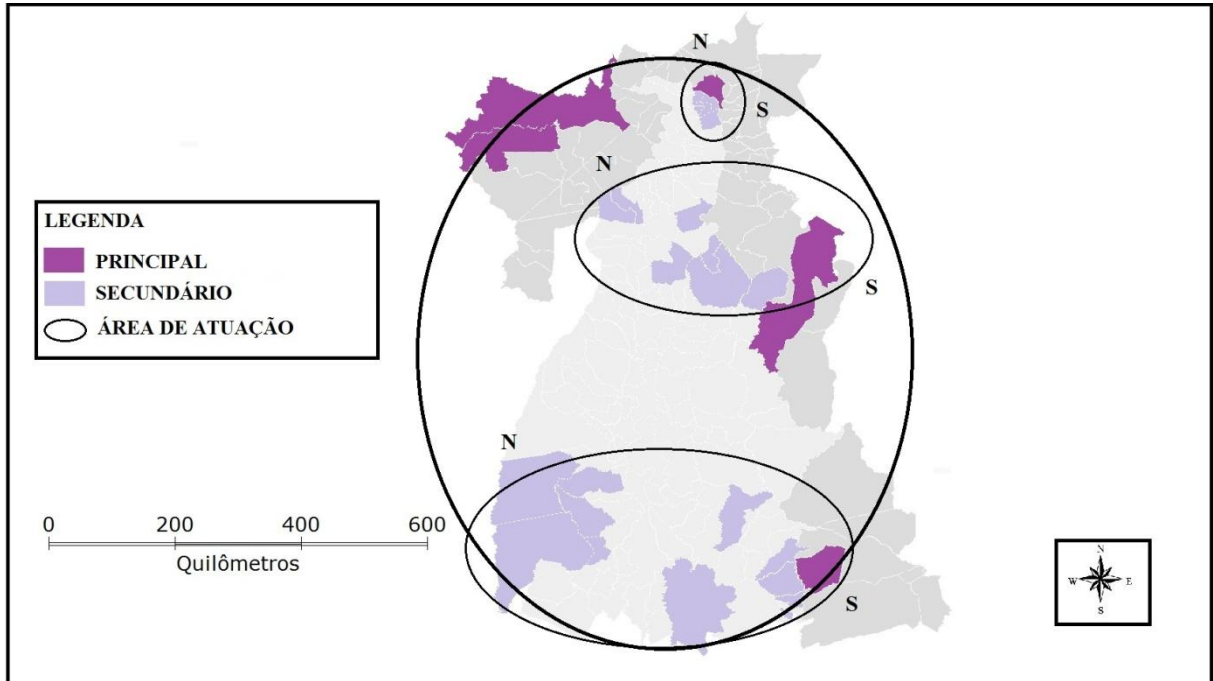 N
S
N
LEGENDA
PRINCIPAL
SECUNDÁRIO
ÁREA DE ATUAÇÃO
S
N
0 200 400 600
Quilômetros
S
N
W E
S